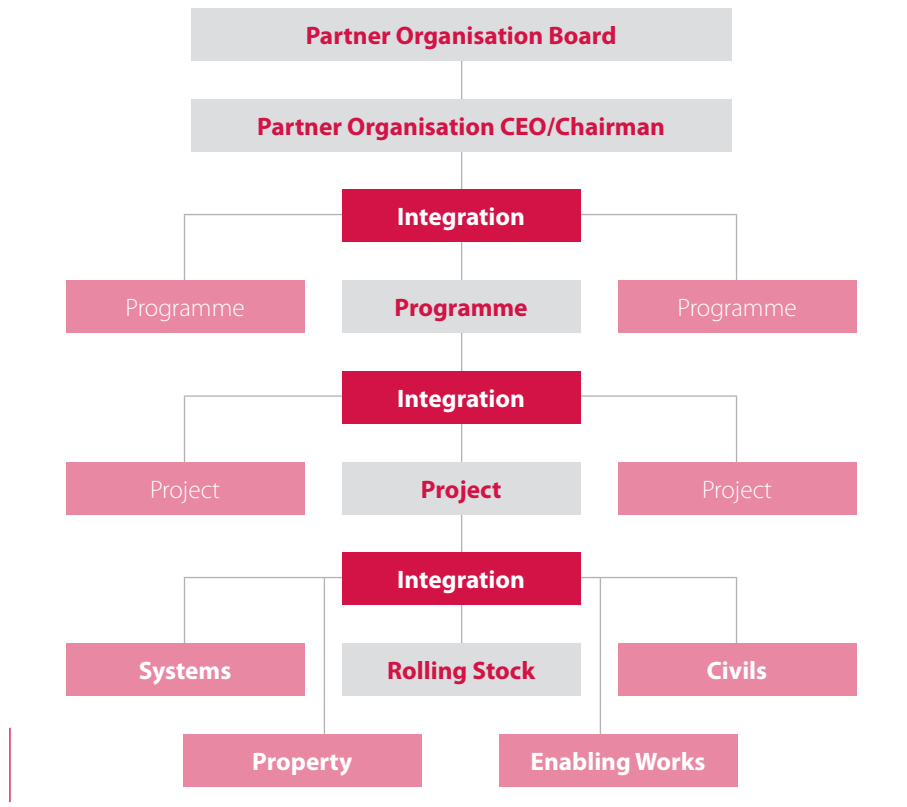 Partner Organisation Board
Partner Organisation CEO/Chairman
Integration
Programme
Programme
Programme
Integration
Project
Project
Project
Integration
Systems
Rolling Stock
Civils
Property
Enabling Works